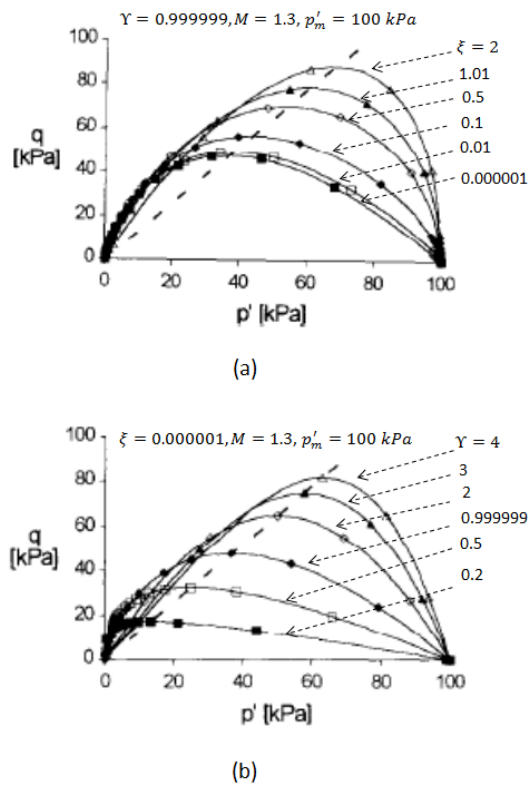 (a)
ϒ = 0.999999, M = 1.3, p′ₘ = 100 kPa
100
80
60
40
20
0
q
[kPa]
ξ = 2
1.01
0.5
0.1
0.01
0.000001
0 20 40 60 80 100
p' [kPa]
(a)
ξ = 0.000001, M = 1.3, p′ₘ = 100 kPa
100
80
60
40
20
0
q
[kPa]
ϒ = 4
3
2
0.999999
0.5
0.2
0 20 40 60 80 100
p' [kPa]
(b)